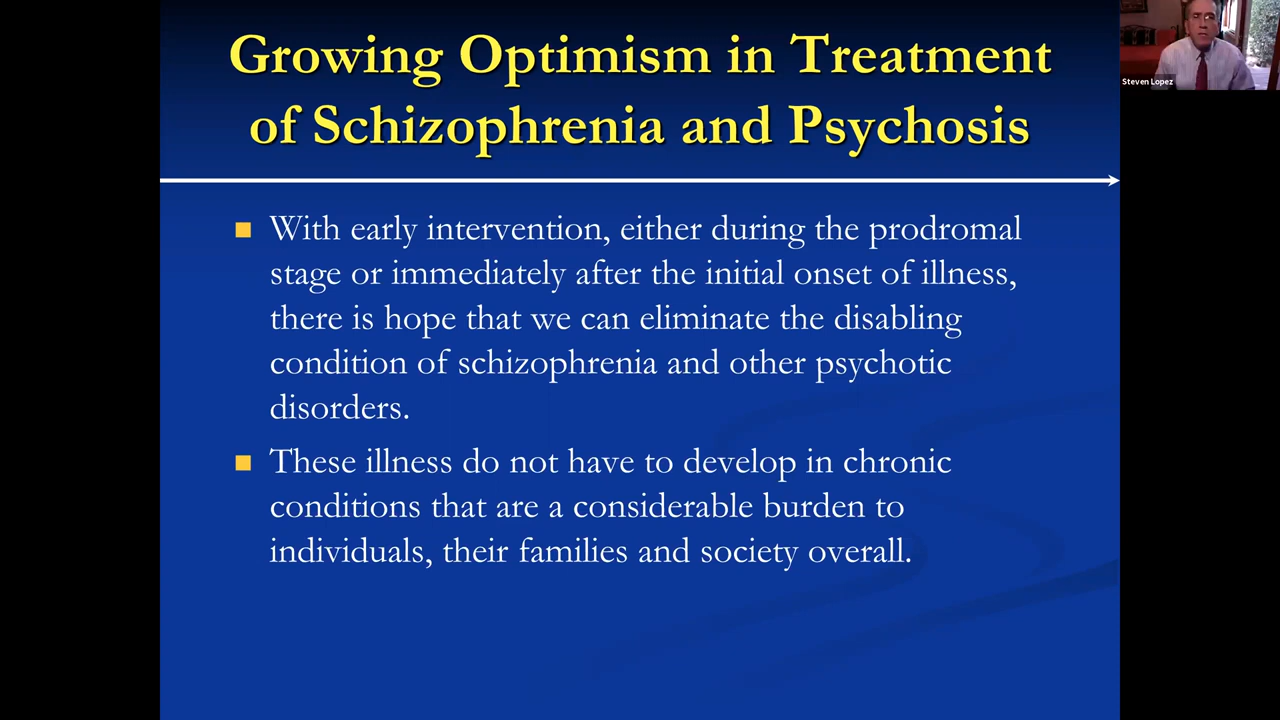 Growing Optimism in Treatment
of Schizophrenia and Psychosis
With early intervention, either during the prodromal
stage or immediately after the initial onset of illness,
there is hope that we can eliminate the disabling
condition of schizophrenia and other psychotic
disorders.
These illness do not have to develop in chronic
conditions that are a considerable burden to
individuals, their families and society overall.
Steven Lopez